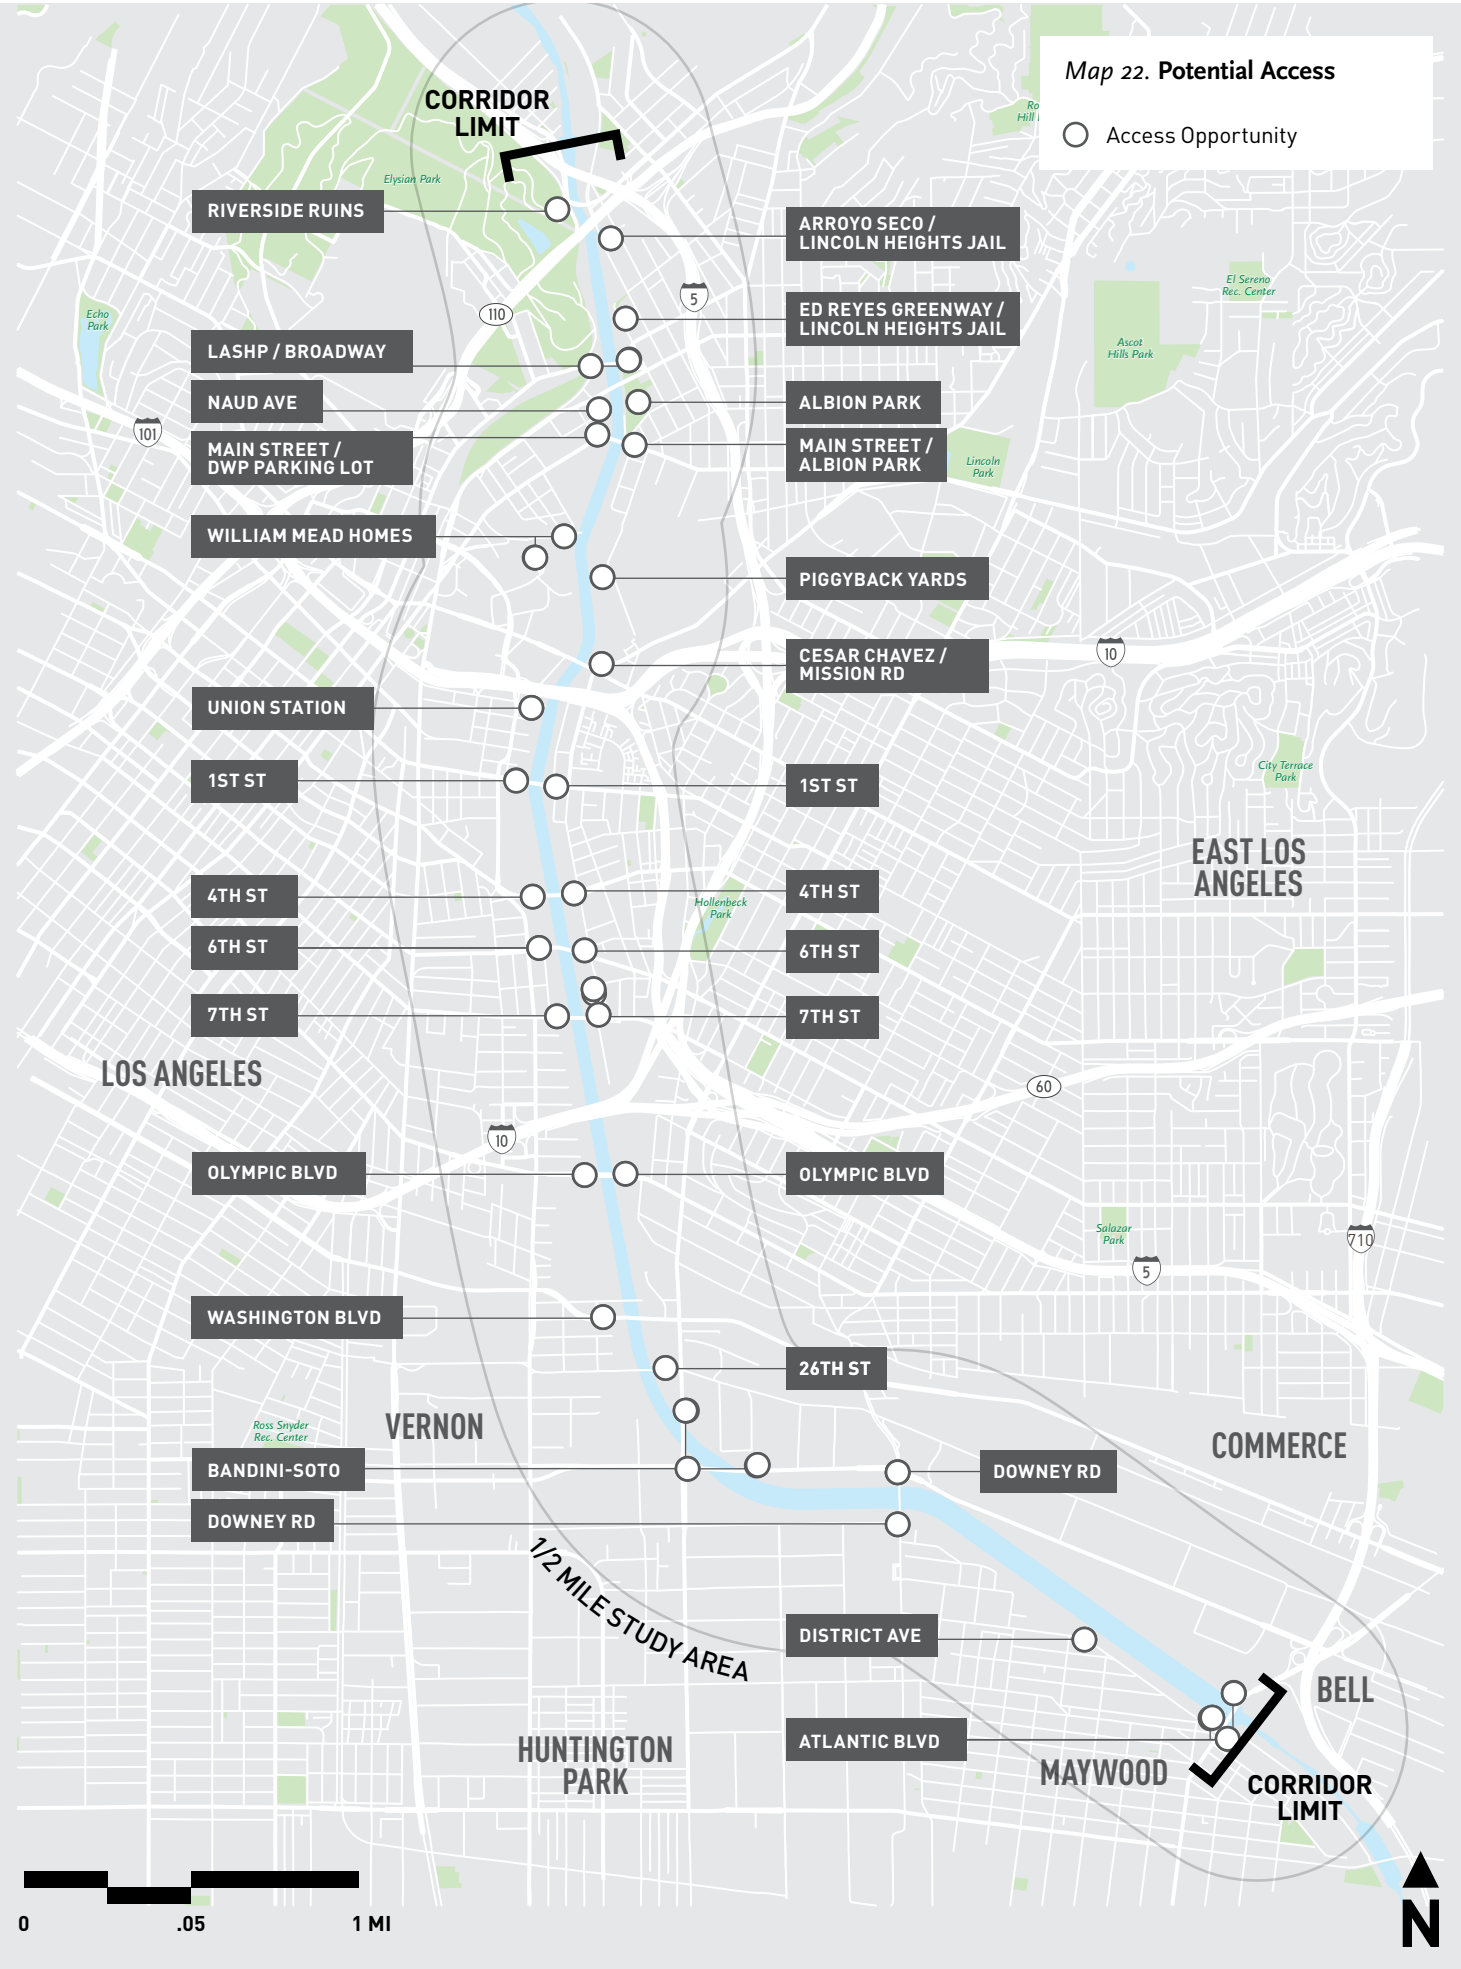 Map 22. Potential Access
Access Opportunity
CORRIDOR
LIMIT
Ro
Hill
Elysian Park
RIVERSIDE RUINS
ARROYO SECO /
LINCOLN HEIGHTS JAIL
El Sereno
Rec. Center
5
ED REYES GREENWAY /
LINCOLN HEIGHTS JAIL
110
Echo
Park
LASHP / BROADWAY
Ascot
Hills Park
NAUD AVE
ALBION PARK
101
MAIN STREET /
DWP PARKING LOT
MAIN STREET /
ALBION PARK
Lincoln
Park
WILLIAM MEAD HOMES
PIGGYBACK YARDS
CESAR CHAVEZ /
MISSION RD
10
UNION STATION
1ST ST
1ST ST
City Terrace
Park
EAST LOS
ANGELES
4TH ST
4TH ST
Hollenbeck
Park
6TH ST
6TH ST
7TH ST
7TH ST
LOS ANGELES
60
10
OLYMPIC BLVD
OLYMPIC BLVD
Salazar
Park
710
5
WASHINGTON BLVD
26TH ST
Ross Snyder
Rec. Center
VERNON
COMMERCE
BANDINI-SOTO
DOWNEY RD
DOWNEY RD
1/2 MILE STUDY AREA
DISTRICT AVE
BELL
ATLANTIC BLVD
HUNTINGTON
PARK
MAYWOOD
CORRIDOR
LIMIT
0 .05 1 MI
N